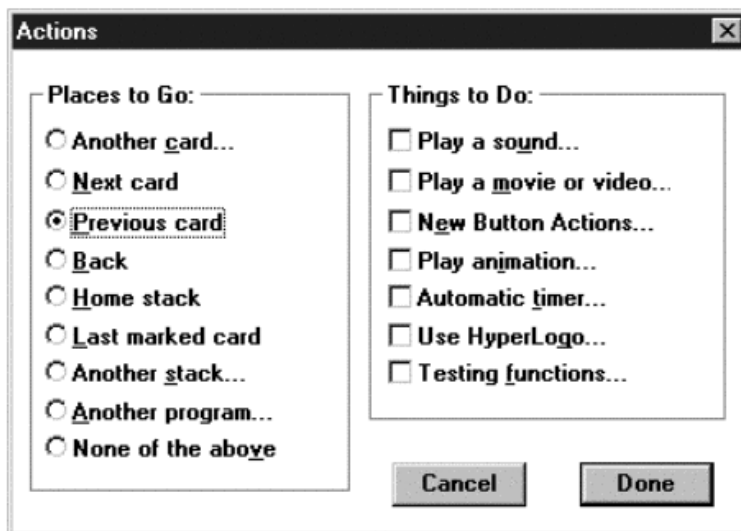 Actions
Places to Go:
Another card...
Next card
Previous card
Back
Home stack
Last marked card
Another stack...
Another program...
None of the above
Things to Do:
Play a sound...
Play a movie or video...
New Button Actions...
Play animation...
Automatic timer...
Use HyperLogo...
Testing functions...
Cancel
Done